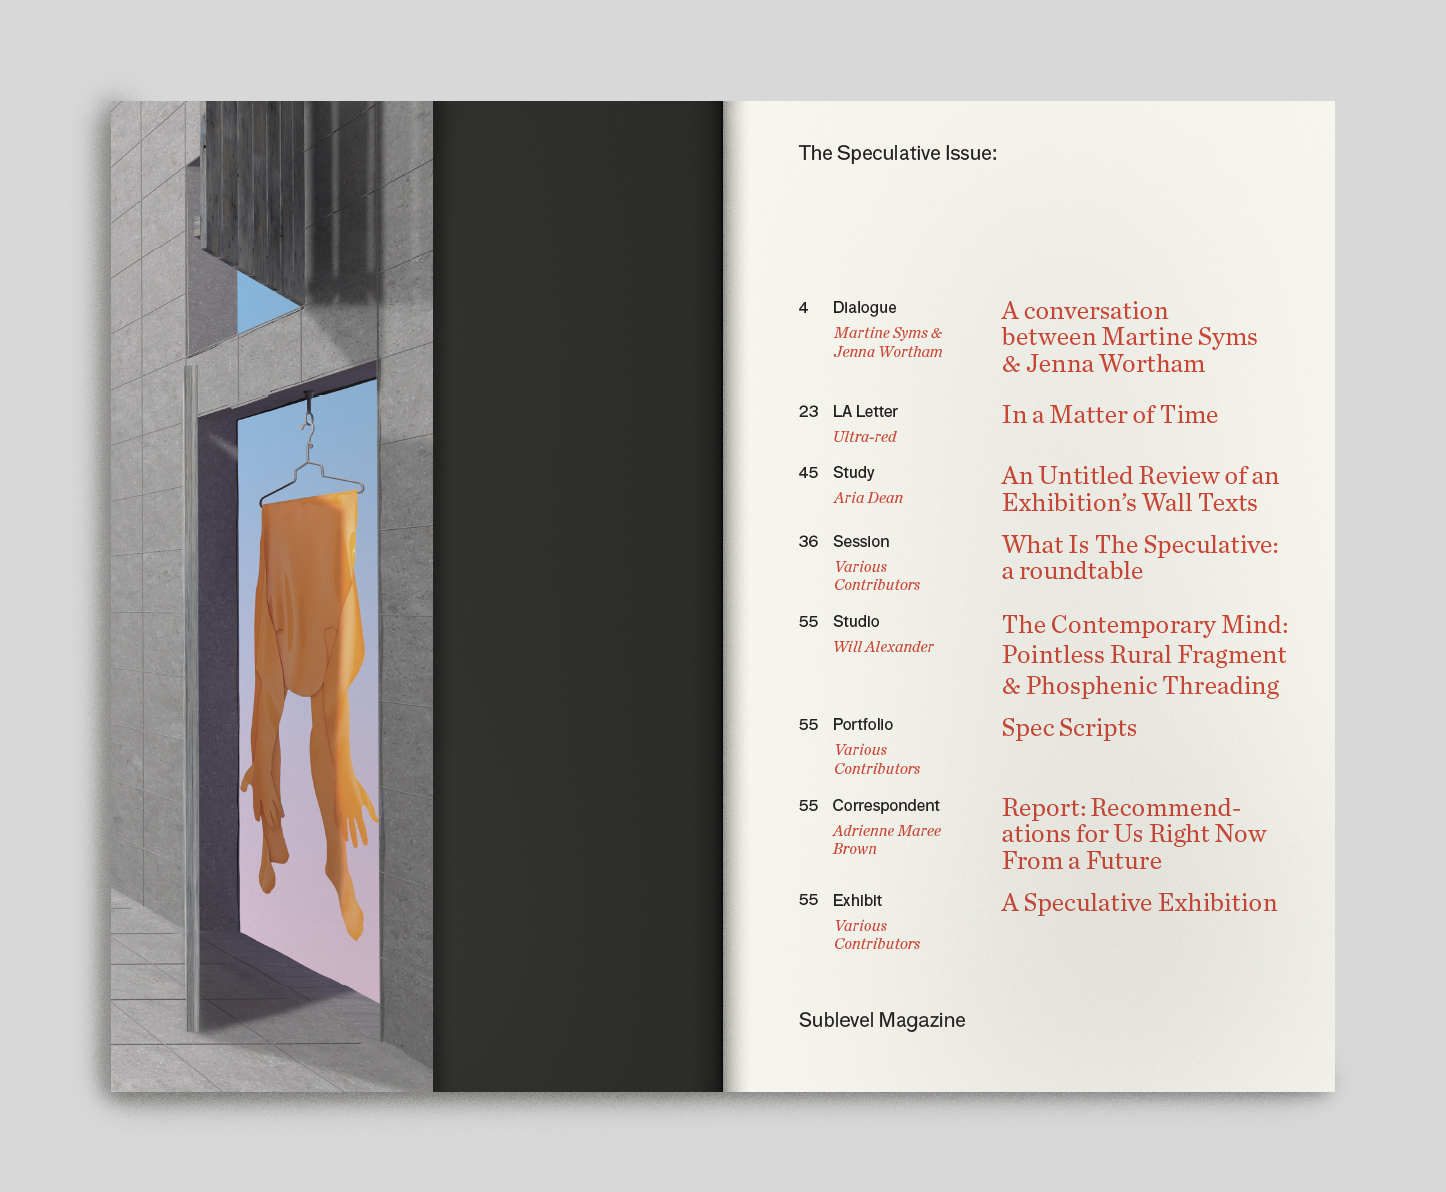 The Speculative Issue:
4 Dialogue
Martine Syms &
Jenna Wortham
A conversation
between Martine Syms
& Jenna Wortham
23 LA Letter
Ultra-red
In a Matter of Time
45 Study
Aria Dean
An Untitled Review of an
Exhibition’s Wall Texts
36 Session
Various
Contributors
What Is The Speculative:
a roundtable
55 Studio
Will Alexander
The Contemporary Mind:
Pointless Rural Fragment
& Phosphenic Threading
55 Portfolio
Various
Contributors
Spec Scripts
55 Correspondent
Adrienne Maree
Brown
Report: Recommend-
ations for Us Right Now
From a Future
55 Exhibit
Various
Contributors
A Speculative Exhibition
Sublevel Magazine